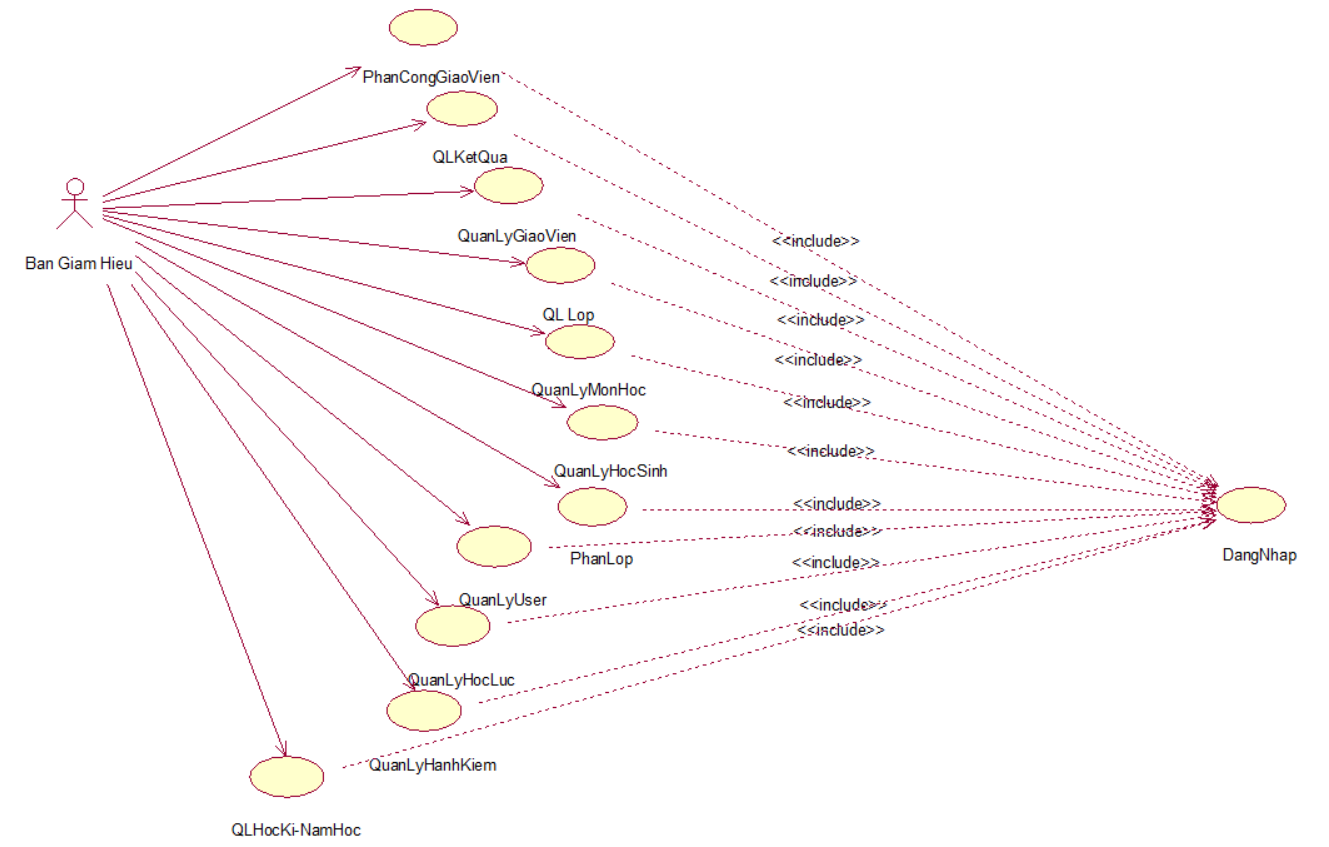 PhanCongGiaoVien
QLKetQua
QuanLyGiaoVien
<<include>>
Ban Giam Hieu
<<include>>
QL Lop
<<include>>
<<include>>
QuanLyMonHoc
<<include>>
<<include>>
QuanLyHocSinh
<<include>>
<<include>>
PhanLop
DangNhap
<<include>>
QuanLyUser
<<include>>
<<include>>
QuanLyHocLuc
QuanLyHanhKiem
QLHocKi-NamHoc